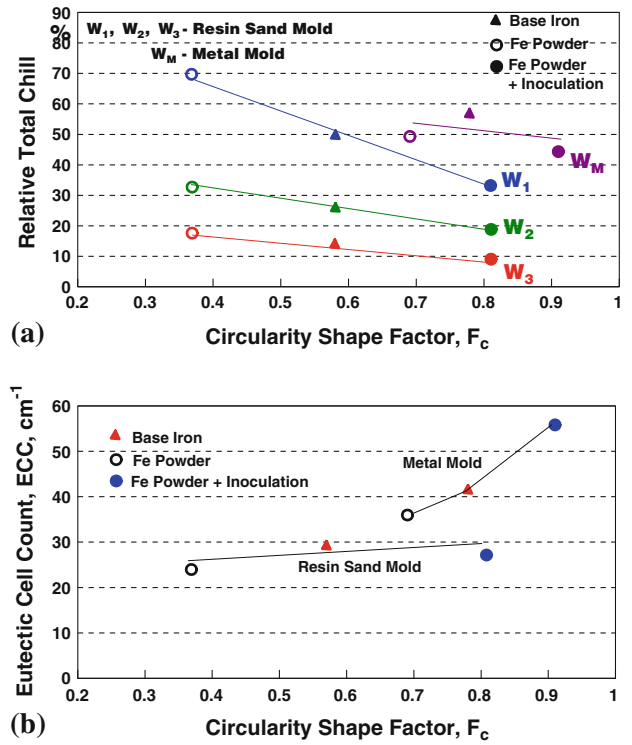 90
80
70
60
50
40
30
20
10
0
%
W1, W2, W3 - Resin Sand Mold
WM - Metal Mold
Base Iron
Fe Powder
Fe Powder
+ Inoculation
WM
W1
W2
W3
Relative Total Chill
0.2 0.3 0.4 0.5 0.6 0.7 0.8 0.9 1
(a)
Circularity Shape Factor, Fc
60
50
40
30
20
10
0
Base Iron
Fe Powder
Fe Powder + Inoculation
Metal Mold
Resin Sand Mold
Eutectic Cell Count, ECC, cm-1
0.2 0.3 0.4 0.5 0.6 0.7 0.8 0.9 1
(b)
Circularity Shape Factor, Fc